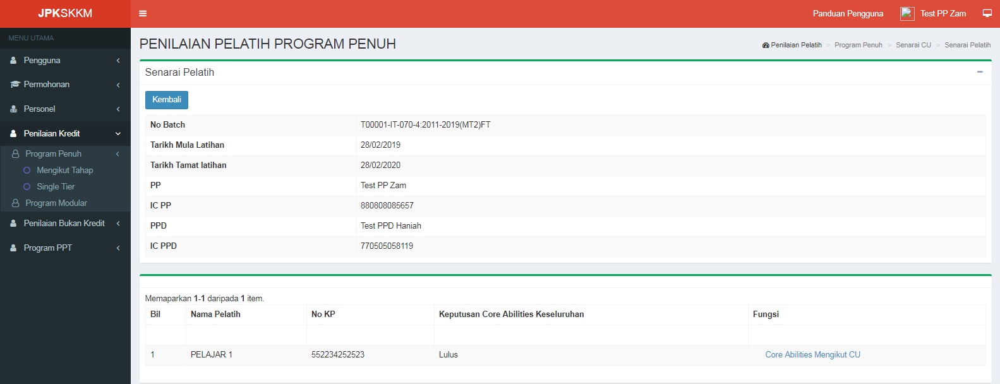 JPKSKKM
Panduan Pengguna
Test PP Zam
MENU UTAMA
Pengguna
Permohonan
Personel
Penilaian Kredit
Program Penuh
Mengikut Tahap
Single Tier
Program Modular
Penilaian Bukan Kredit
Program PPT
PENILAIAN PELATIH PROGRAM PENUH
Penilaian Pelatih > Program Penuh > Senarai CU > Senarai Pelatih
Senarai Pelatih
Kembali
No Batch T00001-IT-070-4:2011-2019(MT2)FT
Tarikh Mula Latihan 28/02/2019
Tarikh Tamat latihan 28/02/2020
PP Test PP Zam
IC PP 880808085657
PPD Test PPD Haniah
IC PPD 770505058119
Memaparkan 1-1 daripada 1 item.
Bil Nama Pelatih No KP Keputusan Core Abilities Keseluruhan Fungsi
1 PELAJAR 1 552234252523 Lulus Core Abilities Mengikut CU